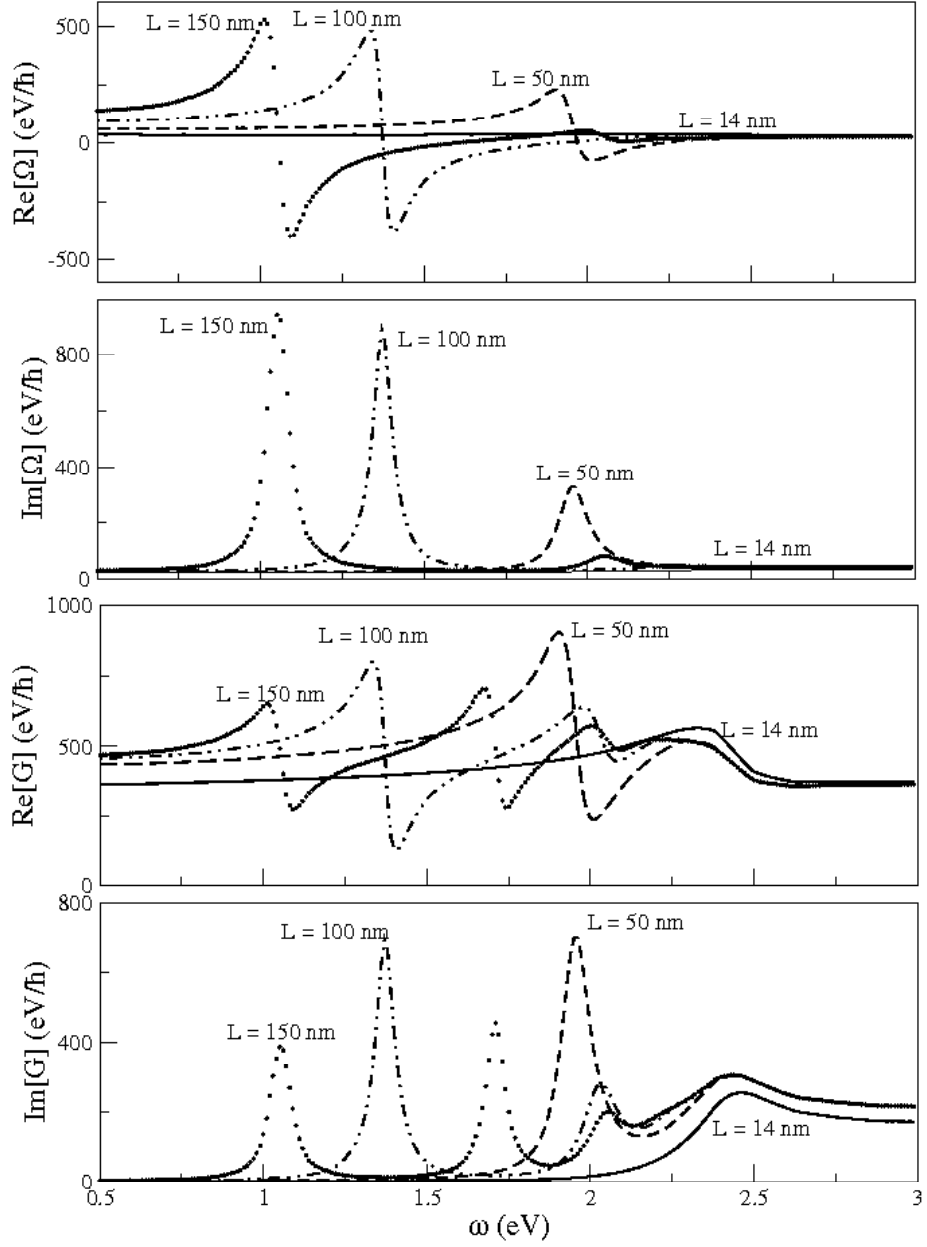 L = 150 nm
L = 100 nm
L = 50 nm
L = 14 nm
500
0
-500
Re[Ω] (eV/ħ)
L = 150 nm
L = 100 nm
L = 50 nm
L = 14 nm
800
400
0
Im[Ω] (eV/ħ)
L = 100 nm
L = 50 nm
L = 150 nm
L = 14 nm
1000
500
0
Re[G] (eV/ħ)
L = 100 nm
L = 50 nm
L = 150 nm
L = 14 nm
800
400
0
Im[G] (eV/ħ)
0.5 1 1.5 2 2.5 3
ω (eV)